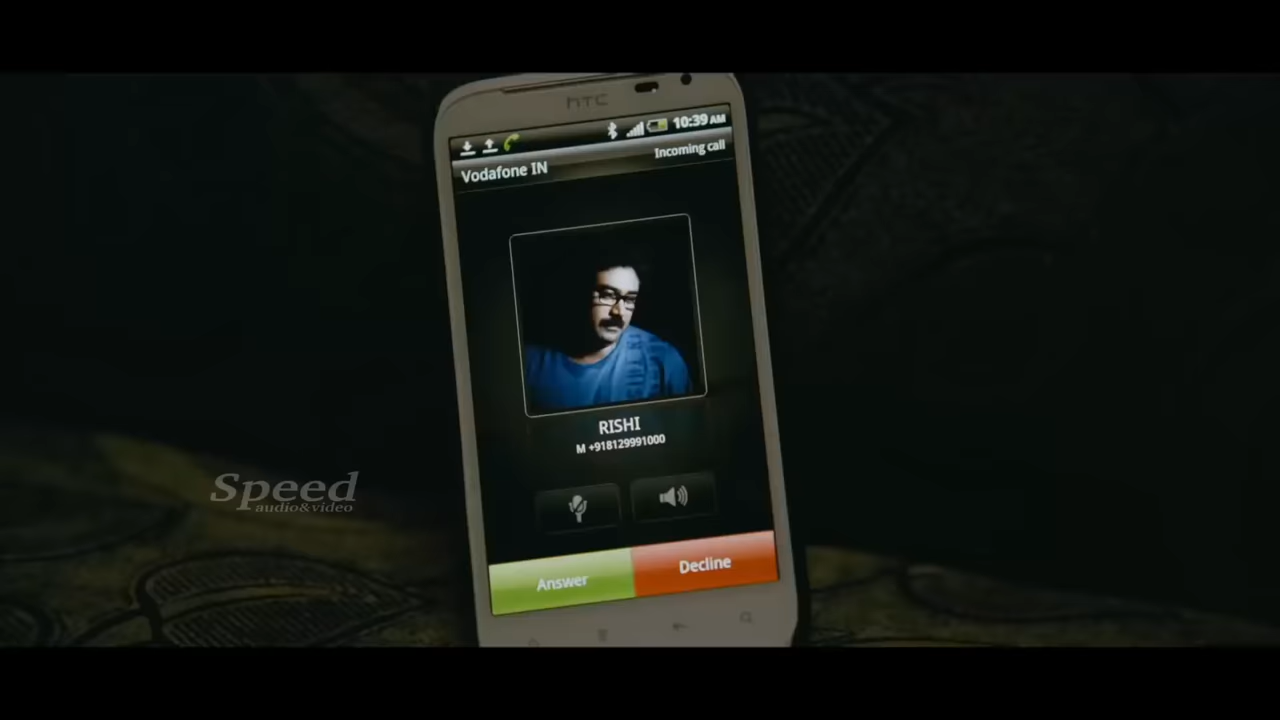 hTC
10:39 AM
Incoming call
Vodafone IN
RISHI
M +918129991000
Speed
audio&video
Answer
Decline